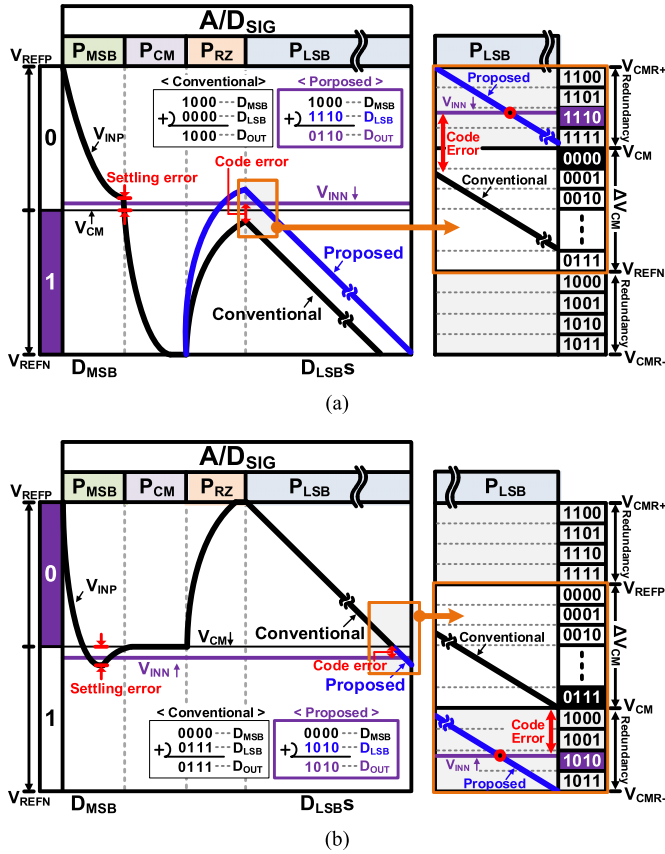 A/DSIG
PMSB PCM PRZ PLSB
PLSB
VREFP
0
1
VREFN
< Conventional>
1000 DMSB
+) 0000 DLSB
1000 DOUT
< Porposed >
1000 DMSB
+) 1110 DLSB
0110 DOUT
VINP
Settling error
Code error
VINN ↓
VCM
Proposed
Conventional
DMSB
DLSBs
Proposed
VINN ↓
Code
Error
Conventional
1100
1101
1110
1111
0000
0001
0010
0111
1000
1001
1010
1011
VCMR+
Redundancy
VCM
ΔVCM
VREFN
Redundancy
VCMR-
(a)
A/DSIG
PMSB PCM PRZ PLSB
PLSB
VREFP
0
1
VREFN
VINP
VCM↓
Conventional
VINN ↑
Code error
Settling error
Proposed
< Conventional >
0000 DMSB
+) 0111 DLSB
0111 DOUT
< Proposed >
0000 DMSB
+) 1010 DLSB
1010 DOUT
DMSB
DLSBs
Conventional
Code
Error
VINN ↑
Proposed
1100
1101
1110
1111
0000
0001
0010
0111
1000
1001
1010
1011
VCMR+
Redundancy
VREFP
ΔVCM
VCM
Redundancy
VCMR-
(b)